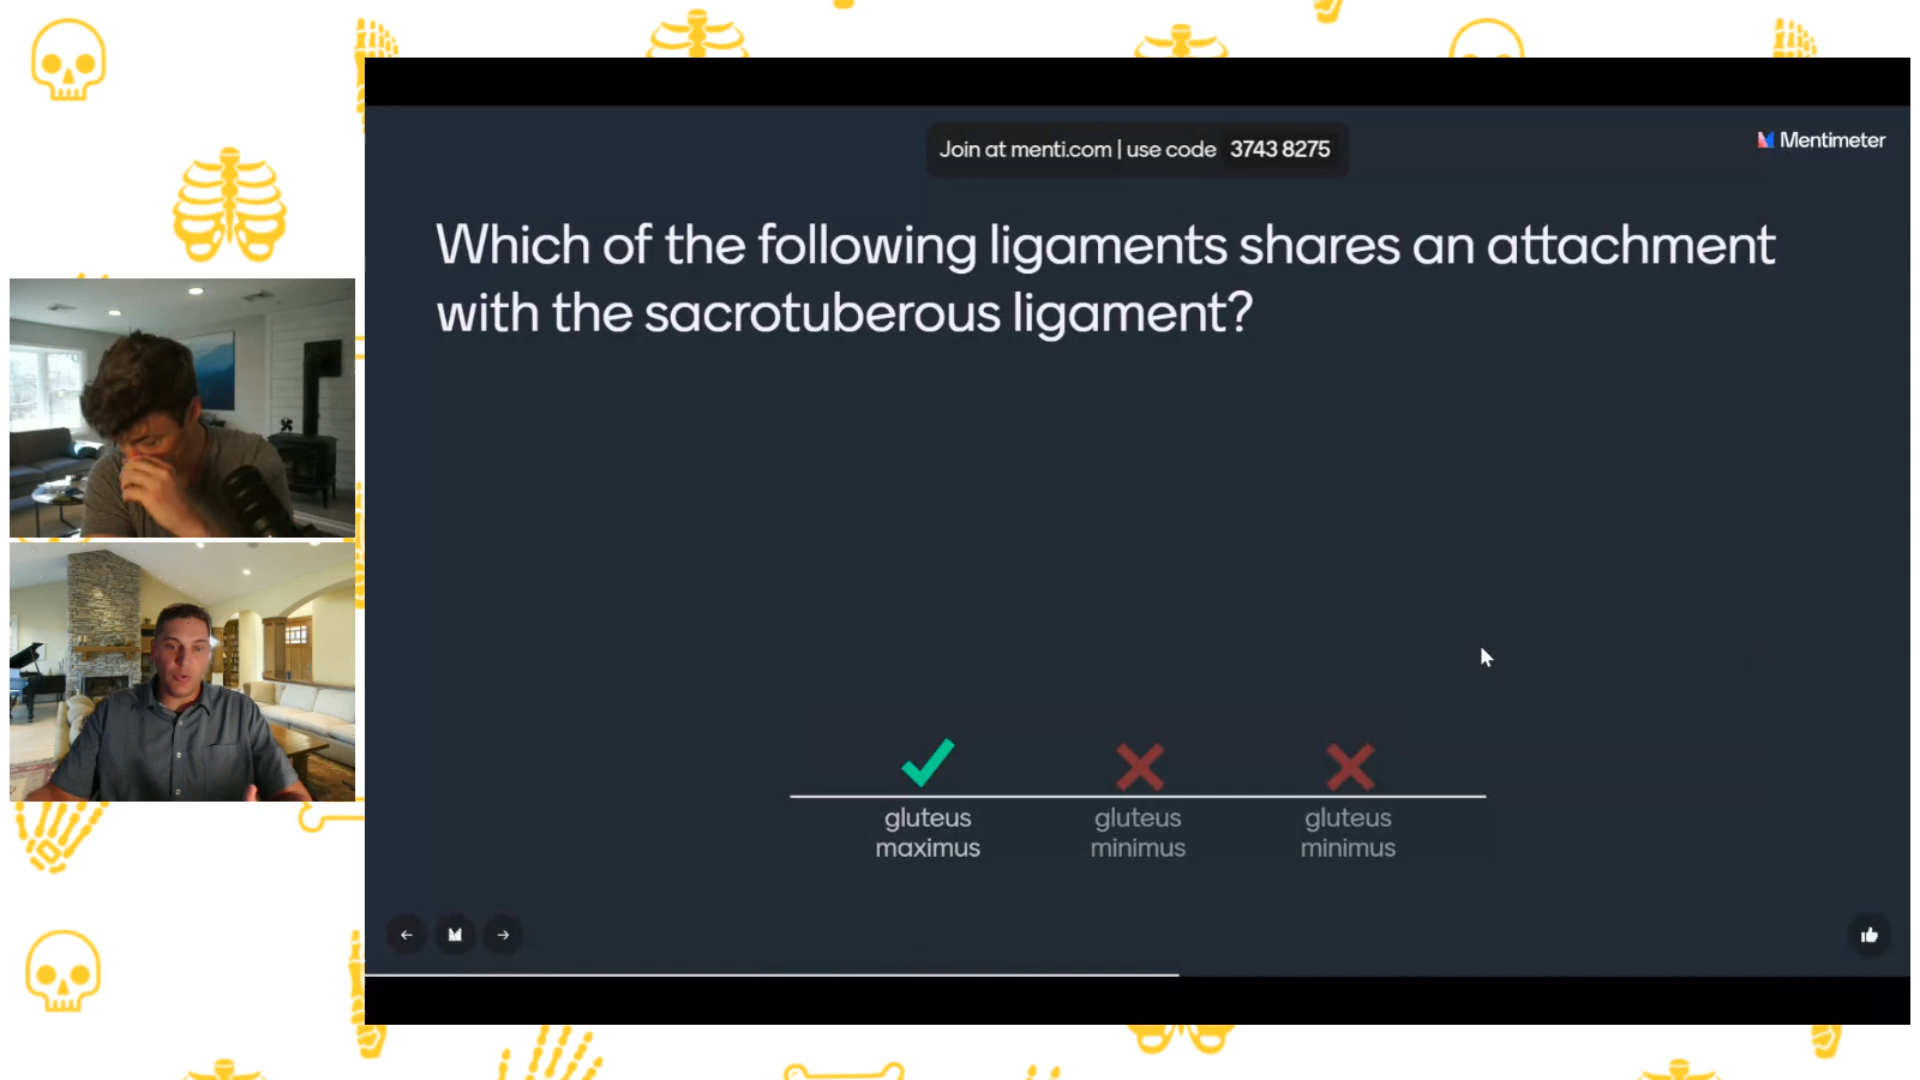 Join at menti.com | use code 3743 8275
Mentimeter
Which of the following ligaments shares an attachment
with the sacrotuberous ligament?
gluteus
maximus
gluteus
minimus
gluteus
minimus